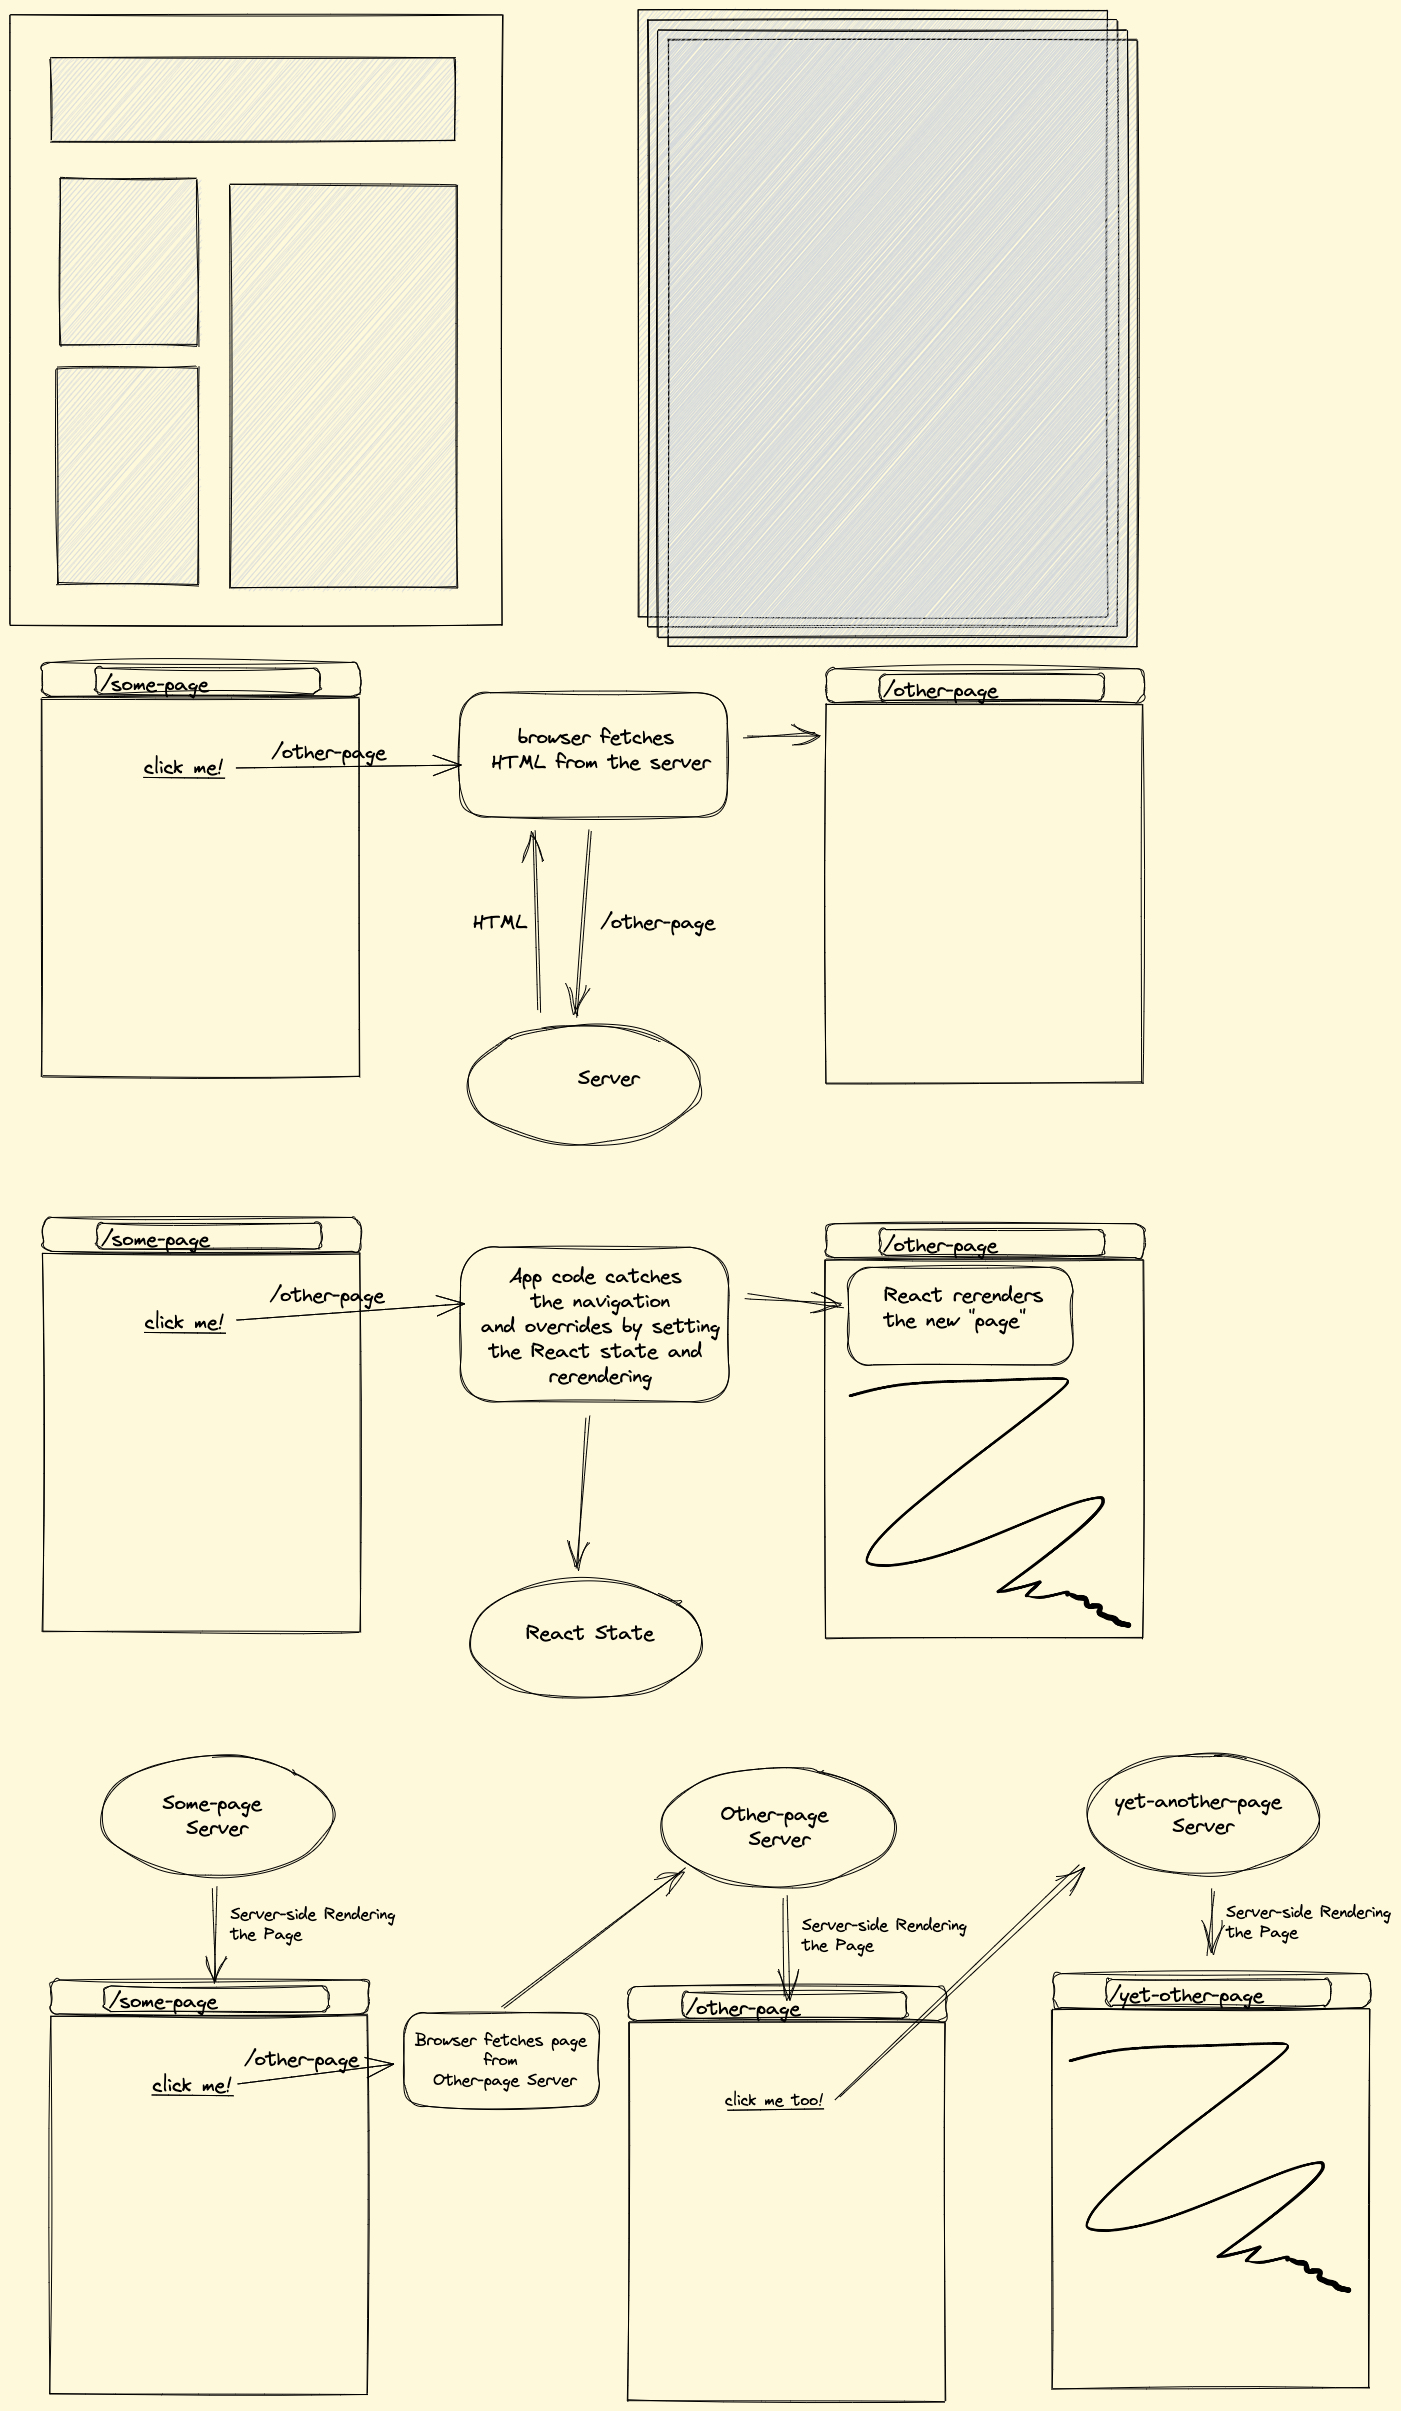 /some-page
/other-page
click me!
browser fetches
HTML from the server
/other-page
HTML
/other-page
Server
/some-page
/other-page
click me!
App code catches
the navigation
and overrides by setting
the React state and
rerendering
/other-page
React rerenders
the new "page"
React State
Some-page
Server
Other-page
Server
yet-another-page
Server
Server-side Rendering
the Page
Server-side Rendering
the Page
Server-side Rendering
the Page
/some-page
/other-page
click me!
Browser fetches page
from
Other-page Server
/other-page
click me too!
/yet-other-page